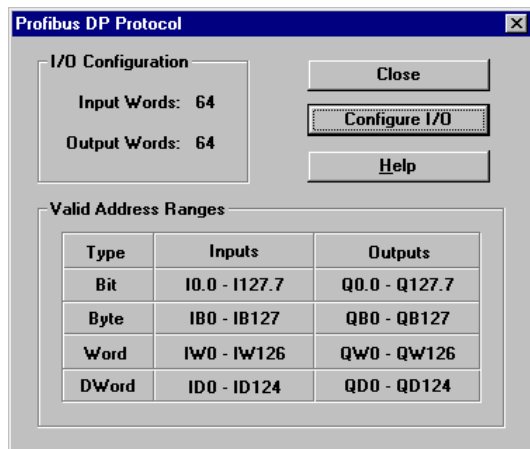 Profibus DP Protocol
I/O Configuration
Input Words: 64
Output Words: 64
Close
Configure I/O
Help
Valid Address Ranges
Type Inputs Outputs
Bit I0.0 - I127.7 Q0.0 - Q127.7
Byte IB0 - IB127 QB0 - QB127
Word IW0 - IW126 QW0 - QW126
DWord ID0 - ID124 QD0 - QD124